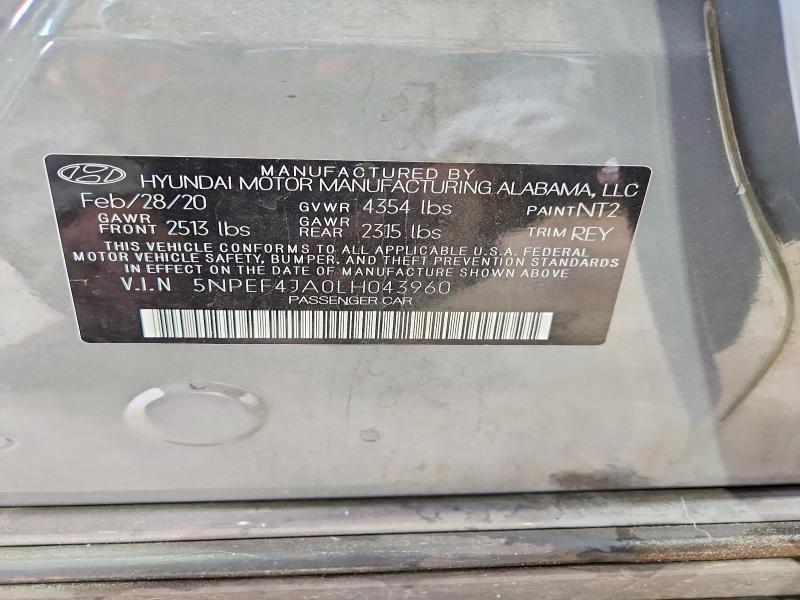 MANUFACTURED BY
HYUNDAI MOTOR MANUFACTURING ALABAMA, LLC
Feb/28/20 GVWR 4354 lbs PAINT NT2
GAWR FRONT 2513 lbs GAWR REAR 2315 lbs TRIM REY
THIS VEHICLE CONFORMS TO ALL APPLICABLE U.S.A. FEDERAL
MOTOR VEHICLE SAFETY, BUMPER, AND THEFT PREVENTION STANDARDS
IN EFFECT ON THE DATE OF MANUFACTURE SHOWN ABOVE
V.I.N 5NPEF4JA0LH043960
PASSENGER CAR